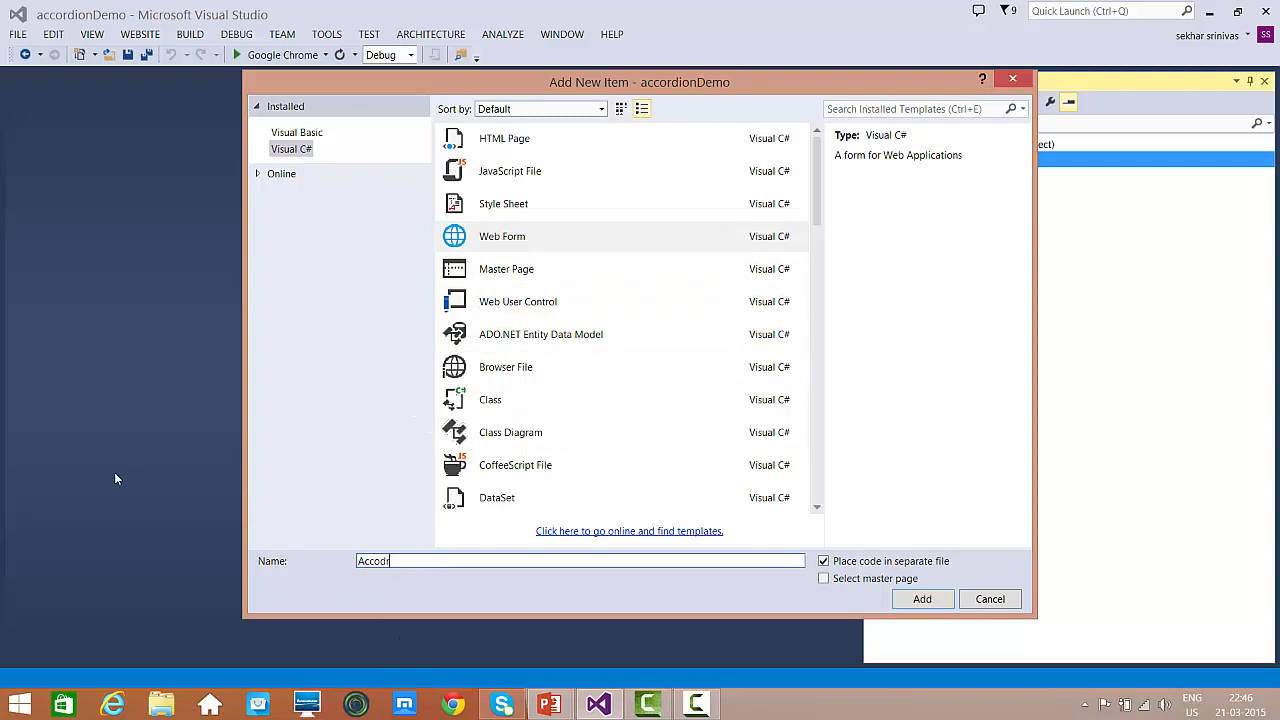 accordionDemo - Microsoft Visual Studio
9
Quick Launch (Ctrl+Q)
FILE EDIT VIEW WEBSITE BUILD DEBUG TEAM TOOLS TEST ARCHITECTURE ANALYZE WINDOW HELP
sekhar srinivas SS
Google Chrome Debug
Add New Item - accordionDemo
?
Installed
Visual Basic
Visual C#
Online
Sort by: Default
Search Installed Templates (Ctrl+E)
HTML Page Visual C#
JavaScript File Visual C#
Style Sheet Visual C#
Web Form Visual C#
Master Page Visual C#
Web User Control Visual C#
ADO.NET Entity Data Model Visual C#
Browser File Visual C#
Class Visual C#
Class Diagram Visual C#
CoffeeScript File Visual C#
DataSet Visual C#
Type: Visual C#
A form for Web Applications
ect)
Click here to go online and find templates.
Name: Accodr
Place code in separate file
Select master page
Add Cancel
ENG
US
22:46
21-03-2015